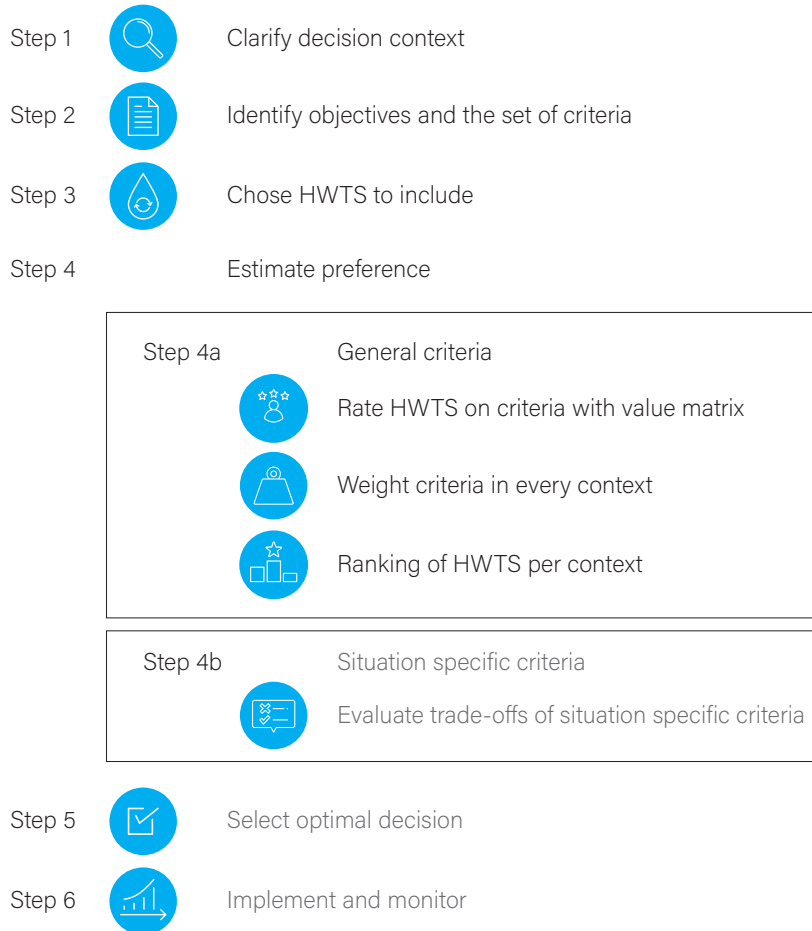 Step 1 Clarify decision context
Step 2 Identify objectives and the set of criteria
Step 3 Chose HWTS to include
Step 4 Estimate preference
Step 4a General criteria
Rate HWTS on criteria with value matrix
Weight criteria in every context
Ranking of HWTS per context
Step 4b Situation specific criteria
Evaluate trade-offs of situation specific criteria
Step 5 Select optimal decision
Step 6 Implement and monitor